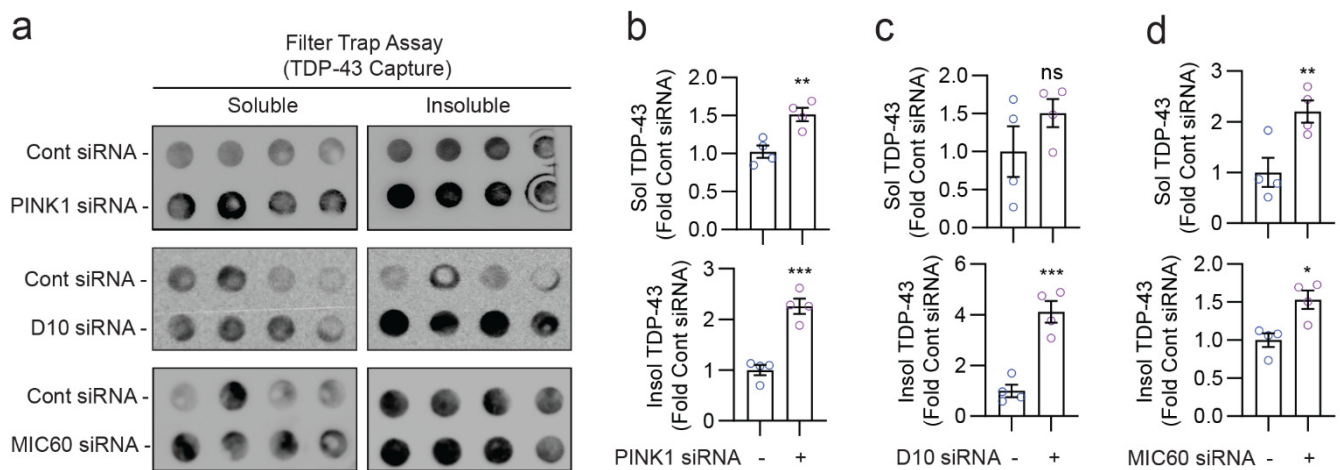 a
Filter Trap Assay
(TDP-43 Capture)
Soluble
Insoluble
Cont siRNA -
PINK1 siRNA -
Cont siRNA -
D10 siRNA -
Cont siRNA -
MIC60 siRNA -
b
Sol TDP-43
(Fold Cont siRNA)
2.0
1.5
1.0
0.5
0.0
**
Insol TDP-43
(Fold Cont siRNA)
3
2
1
0
***
PINK1 siRNA - +
c
Sol TDP-43
(Fold Cont siRNA)
2.0
1.5
1.0
0.5
0.0
ns
Insol TDP-43
(Fold Cont siRNA)
6
4
2
0
***
D10 siRNA - +
d
Sol TDP-43
(Fold Cont siRNA)
3
2
1
0
**
Insol TDP-43
(Fold Cont siRNA)
2.0
1.5
1.0
0.5
0.0
*
MIC60 siRNA - +